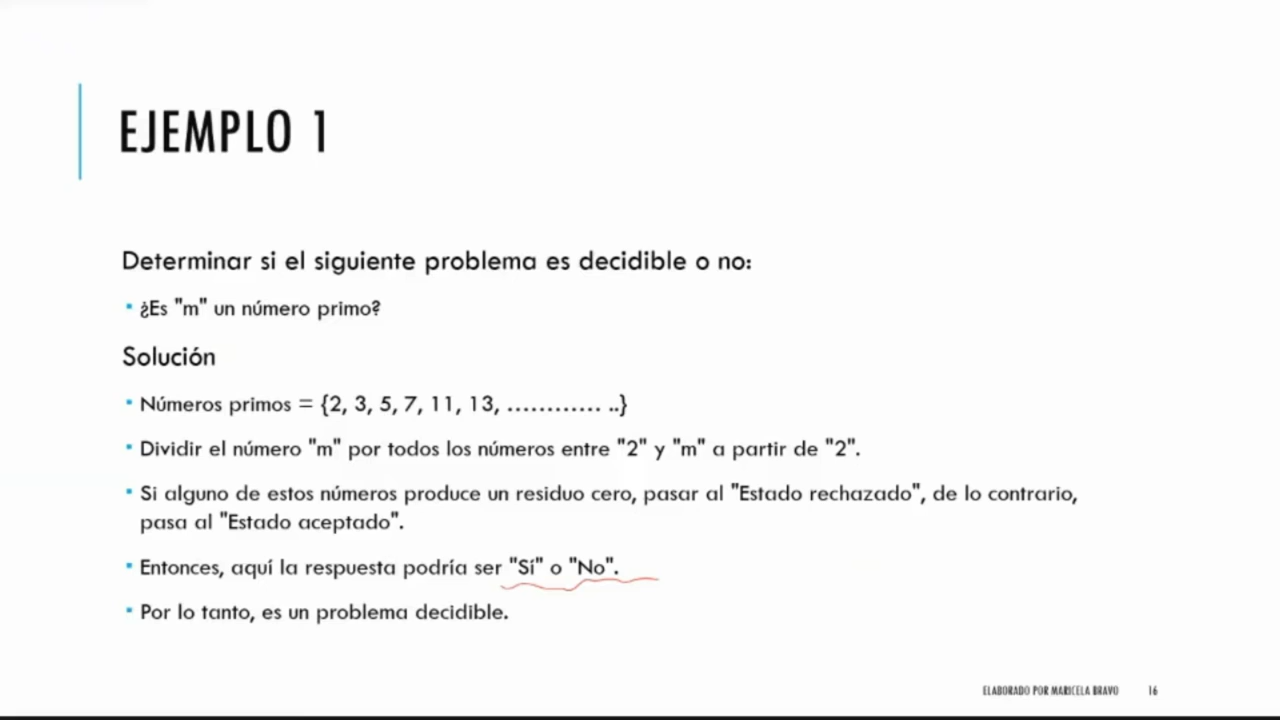 EJEMPLO 1
Determinar si el siguiente problema es decidible o no:
▪ ¿Es "m" un número primo?
Solución
▪ Números primos = {2, 3, 5, 7, 11, 13, ………… ..}
▪ Dividir el número "m" por todos los números entre "2" y "m" a partir de "2".
▪ Si alguno de estos números produce un residuo cero, pasar al "Estado rechazado", de lo contrario,
pasa al "Estado aceptado".
▪ Entonces, aquí la respuesta podría ser "Sí" o "No".
▪ Por lo tanto, es un problema decidible.
ELABORADO POR MARICELA BRAVO 16